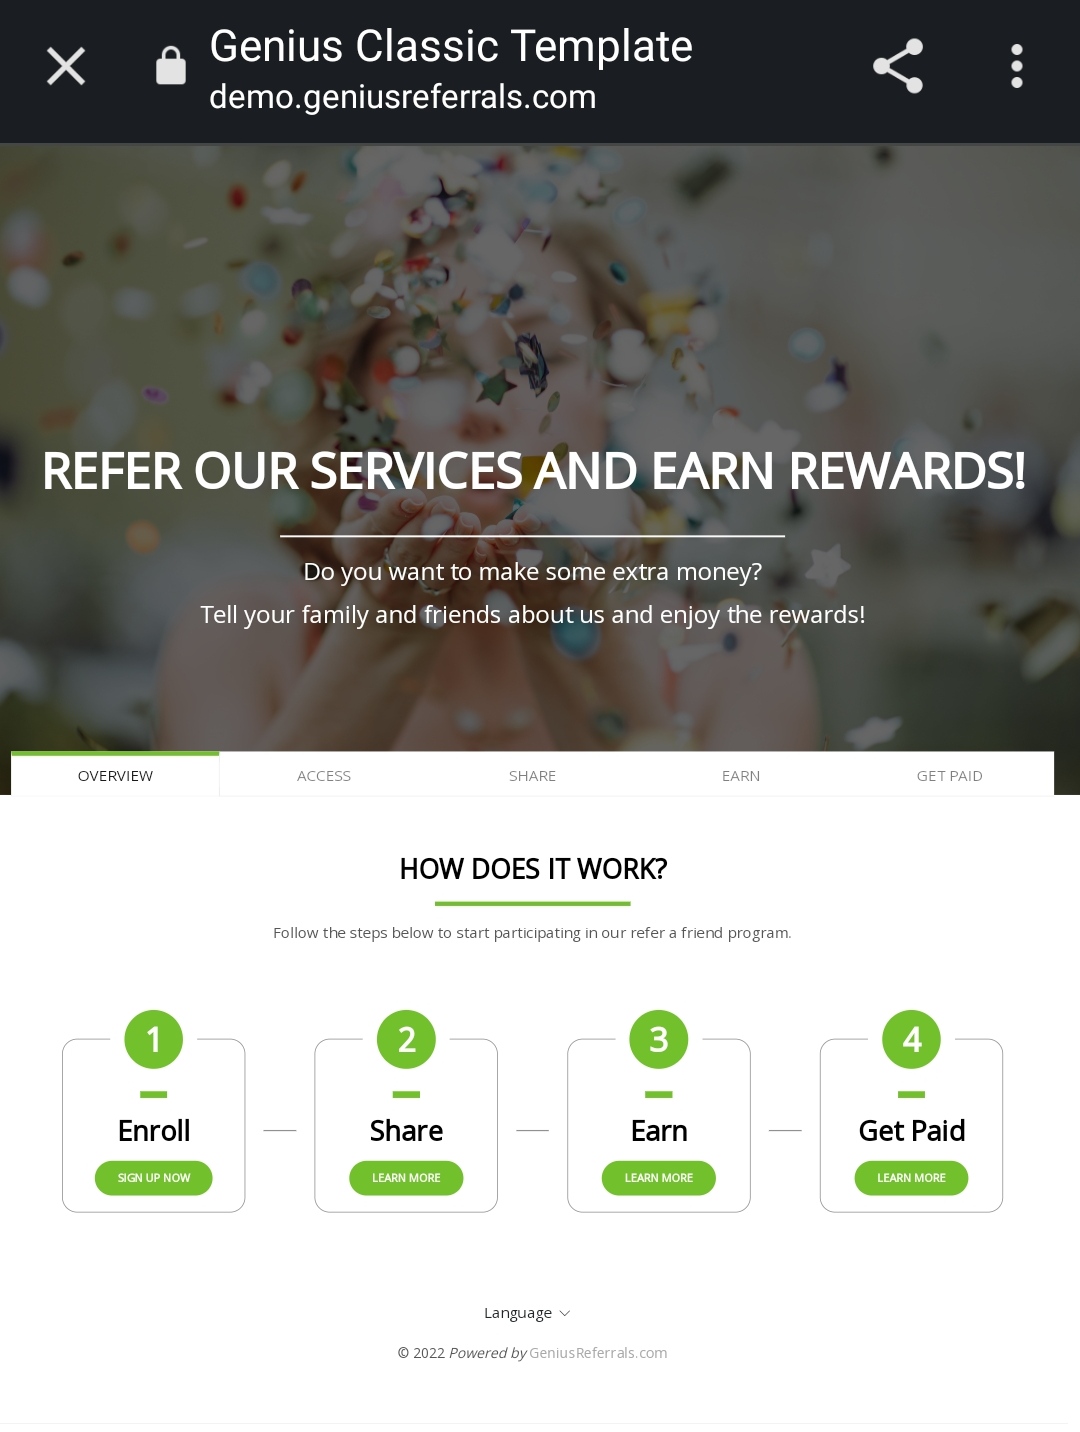 Genius Classic Template
demo.geniusreferrals.com
REFER OUR SERVICES AND EARN REWARDS!
Do you want to make some extra money?
Tell your family and friends about us and enjoy the rewards!
OVERVIEW ACCESS SHARE EARN GET PAID
HOW DOES IT WORK?
Follow the steps below to start participating in our refer a friend program.
1 2 3 4
Enroll Share Earn Get Paid
SIGN UP NOW LEARN MORE LEARN MORE LEARN MORE
Language
© 2022 Powered by GeniusReferrals.com